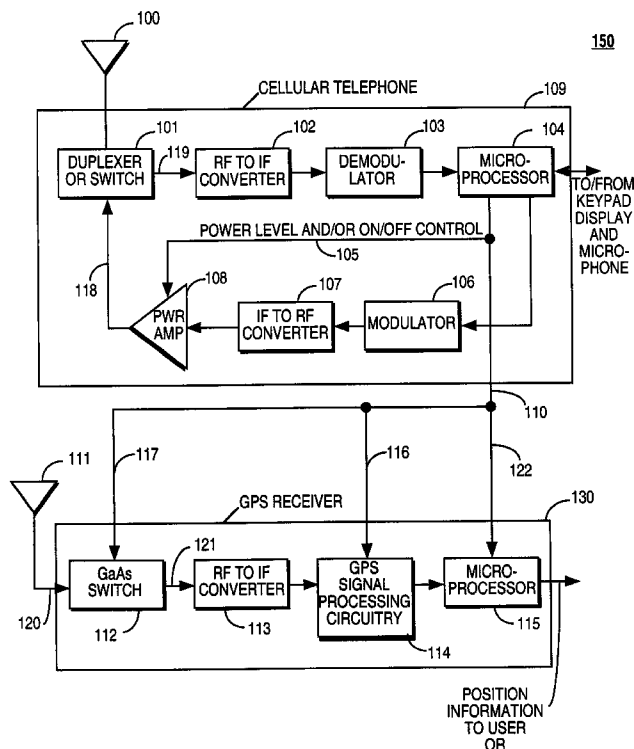 100
150
CELLULAR TELEPHONE
109
101
102
103
104
DUPLEXER
OR SWITCH
119
RF TO IF
CONVERTER
DEMODU-
LATOR
MICRO-
PROCESSOR
TO/FROM
KEYPAD
DISPLAY
AND
MICRO-
PHONE
POWER LEVEL AND/OR ON/OFF CONTROL
105
118
108
PWR
AMP
107
IF TO RF
CONVERTER
106
MODULATOR
110
111
117
116
122
GPS RECEIVER
130
120
GaAs
SWITCH
112
121
RF TO IF
CONVERTER
113
GPS
SIGNAL
PROCESSING
CIRCUITRY
114
MICRO-
PROCESSOR
115
POSITION
INFORMATION
TO USER
OR